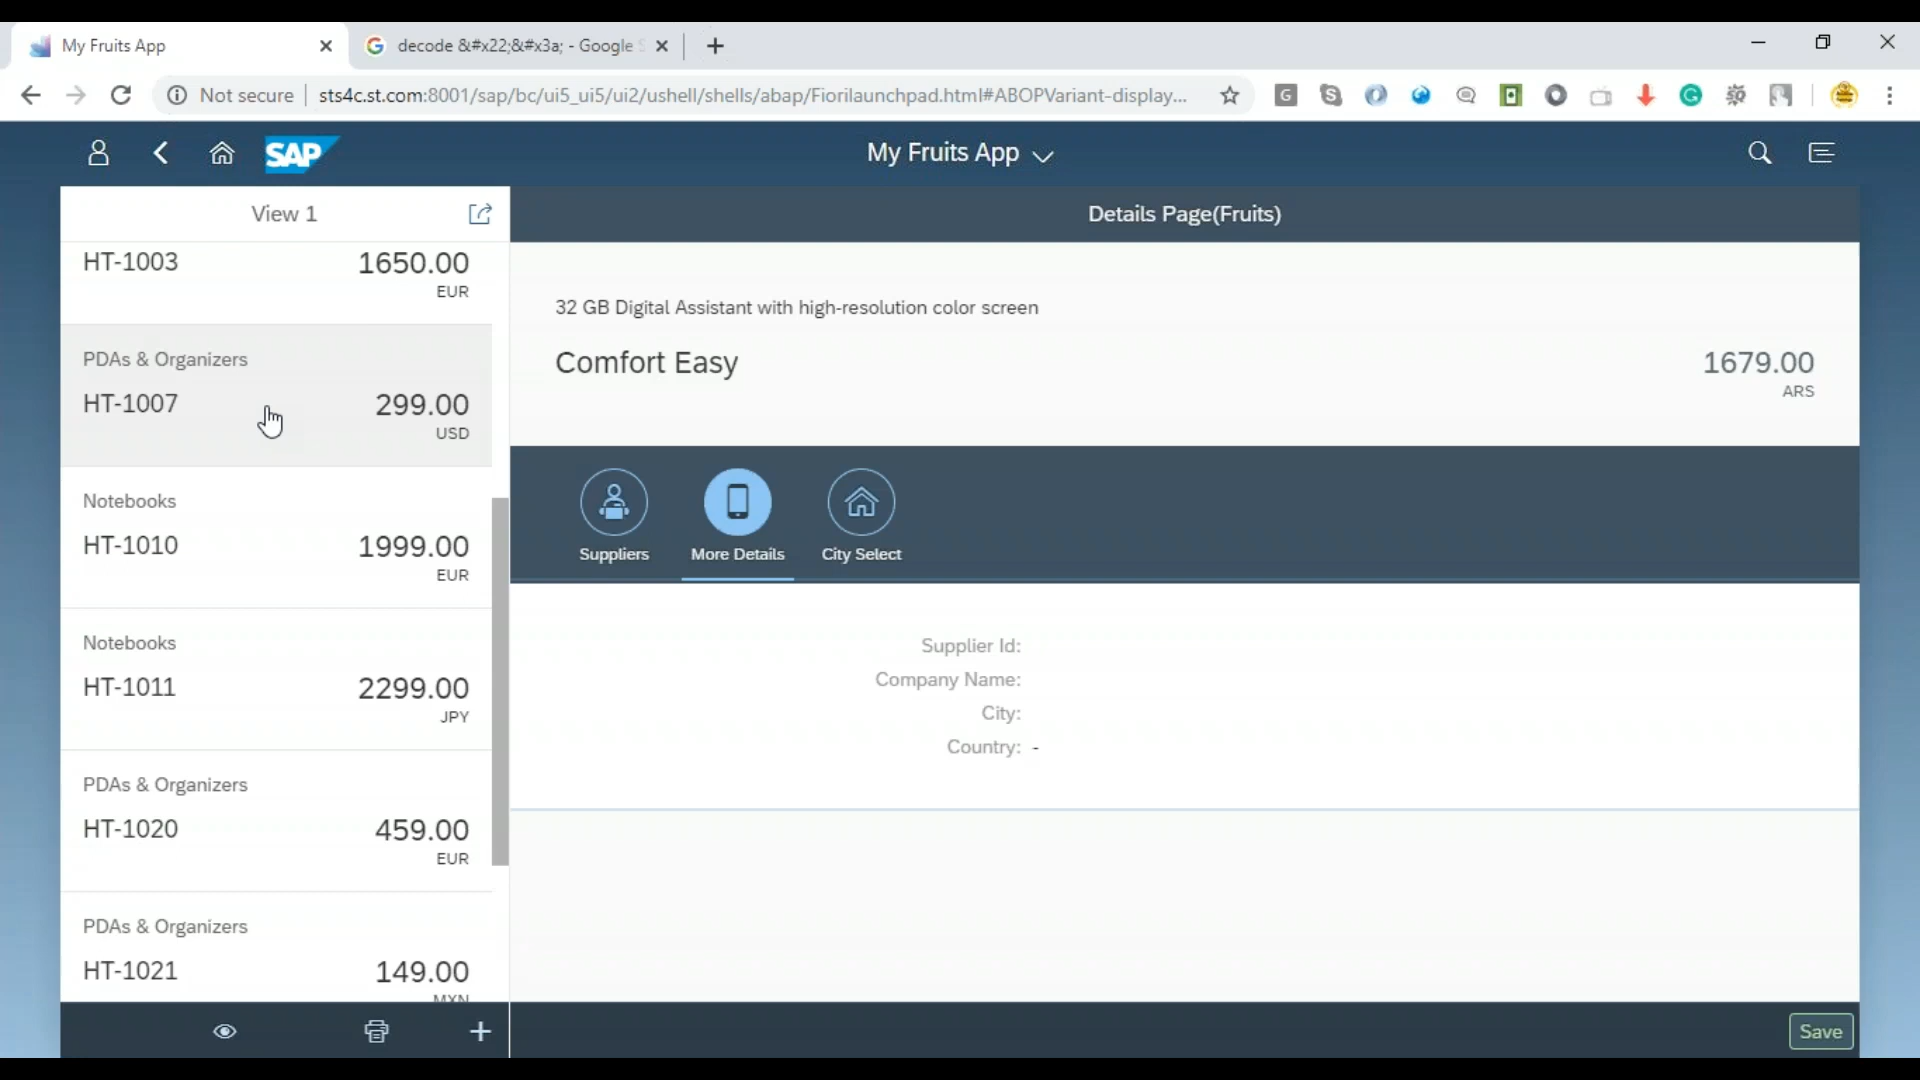 My Fruits App
decode &#x22;&#x3a; - Google
Not secure
sts4c.st.com:8001/sap/bc/ui5_ui5/ui2/ushell/shells/abap/Fiorilaunchpad.html#ABOPVariant-display...
SAP
My Fruits App
View 1
HT-1003 1650.00
EUR
PDAs & Organizers
HT-1007 299.00
USD
Notebooks
HT-1010 1999.00
EUR
Notebooks
HT-1011 2299.00
JPY
PDAs & Organizers
HT-1020 459.00
EUR
PDAs & Organizers
HT-1021 149.00
MXN
Details Page(Fruits)
32 GB Digital Assistant with high-resolution color screen
Comfort Easy 1679.00
ARS
Suppliers More Details City Select
Supplier Id:
Company Name:
City:
Country: -
Save